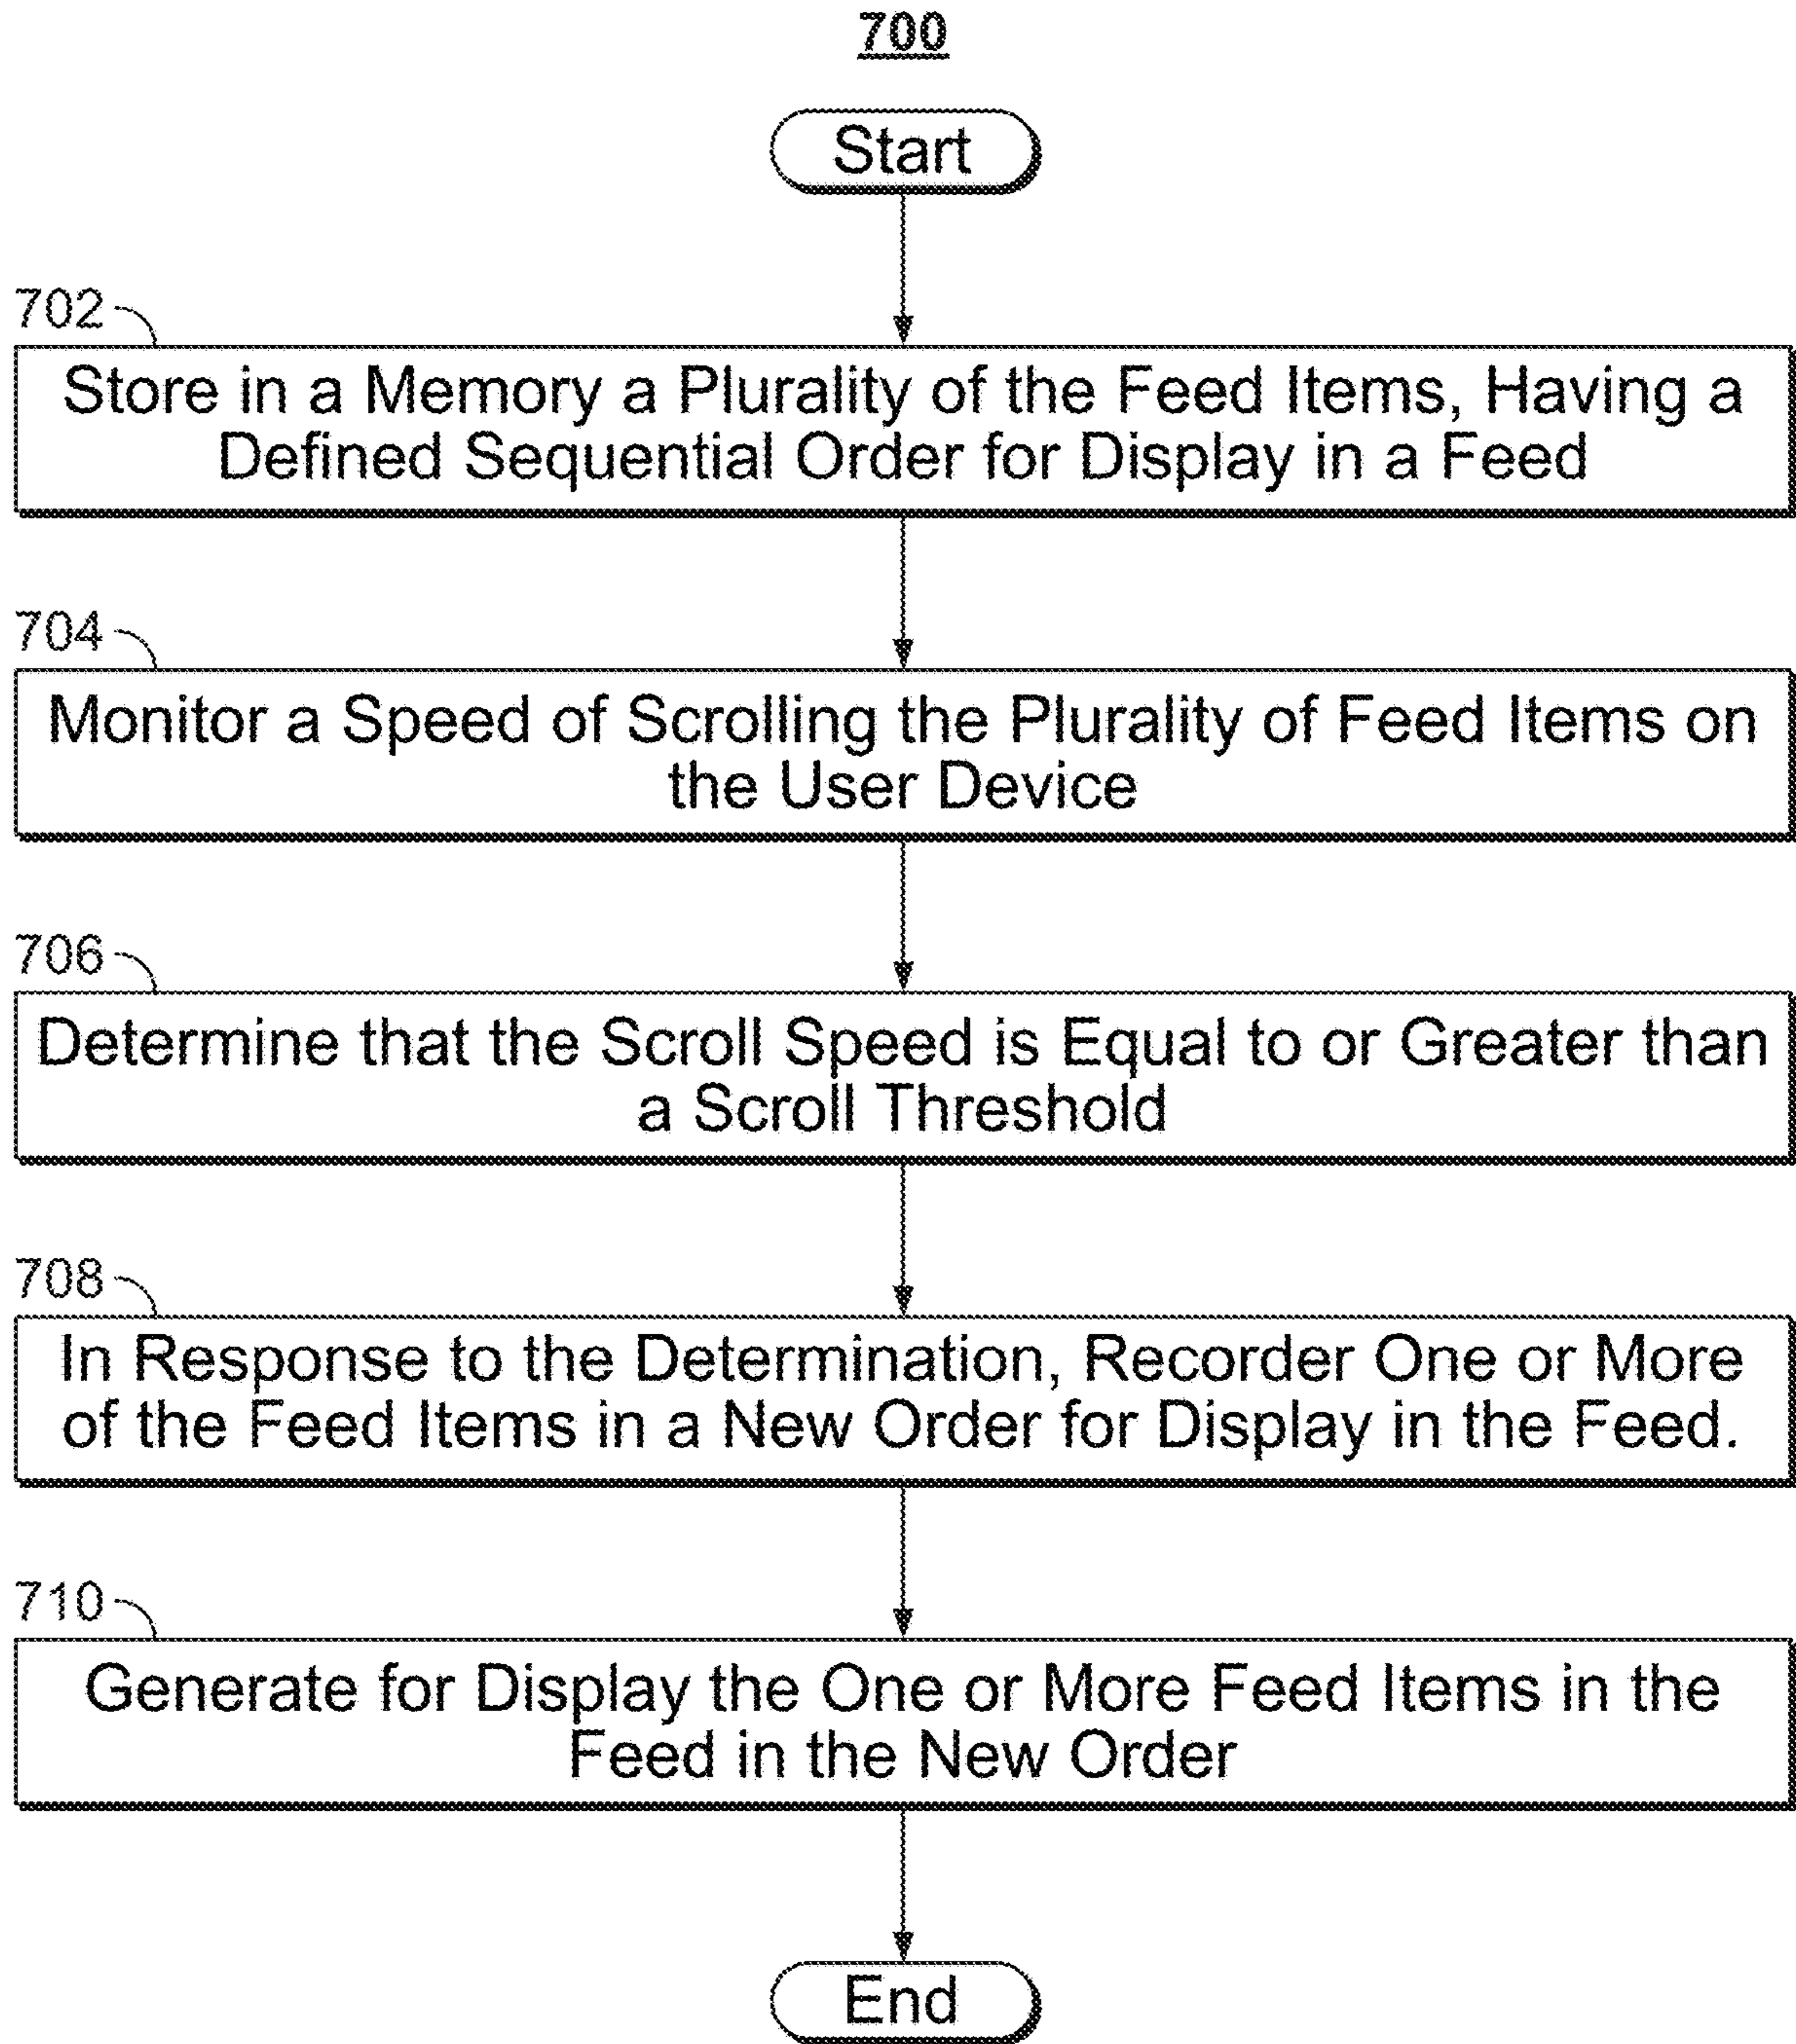 700
Start
702
Store in a Memory a Plurality of the Feed Items, Having a
Defined Sequential Order for Display in a Feed
704
Monitor a Speed of Scrolling the Plurality of Feed Items on
the User Device
706
Determine that the Scroll Speed is Equal to or Greater than
a Scroll Threshold
708
In Response to the Determination, Recorder One or More
of the Feed Items in a New Order for Display in the Feed.
710
Generate for Display the One or More Feed Items in the
Feed in the New Order
End